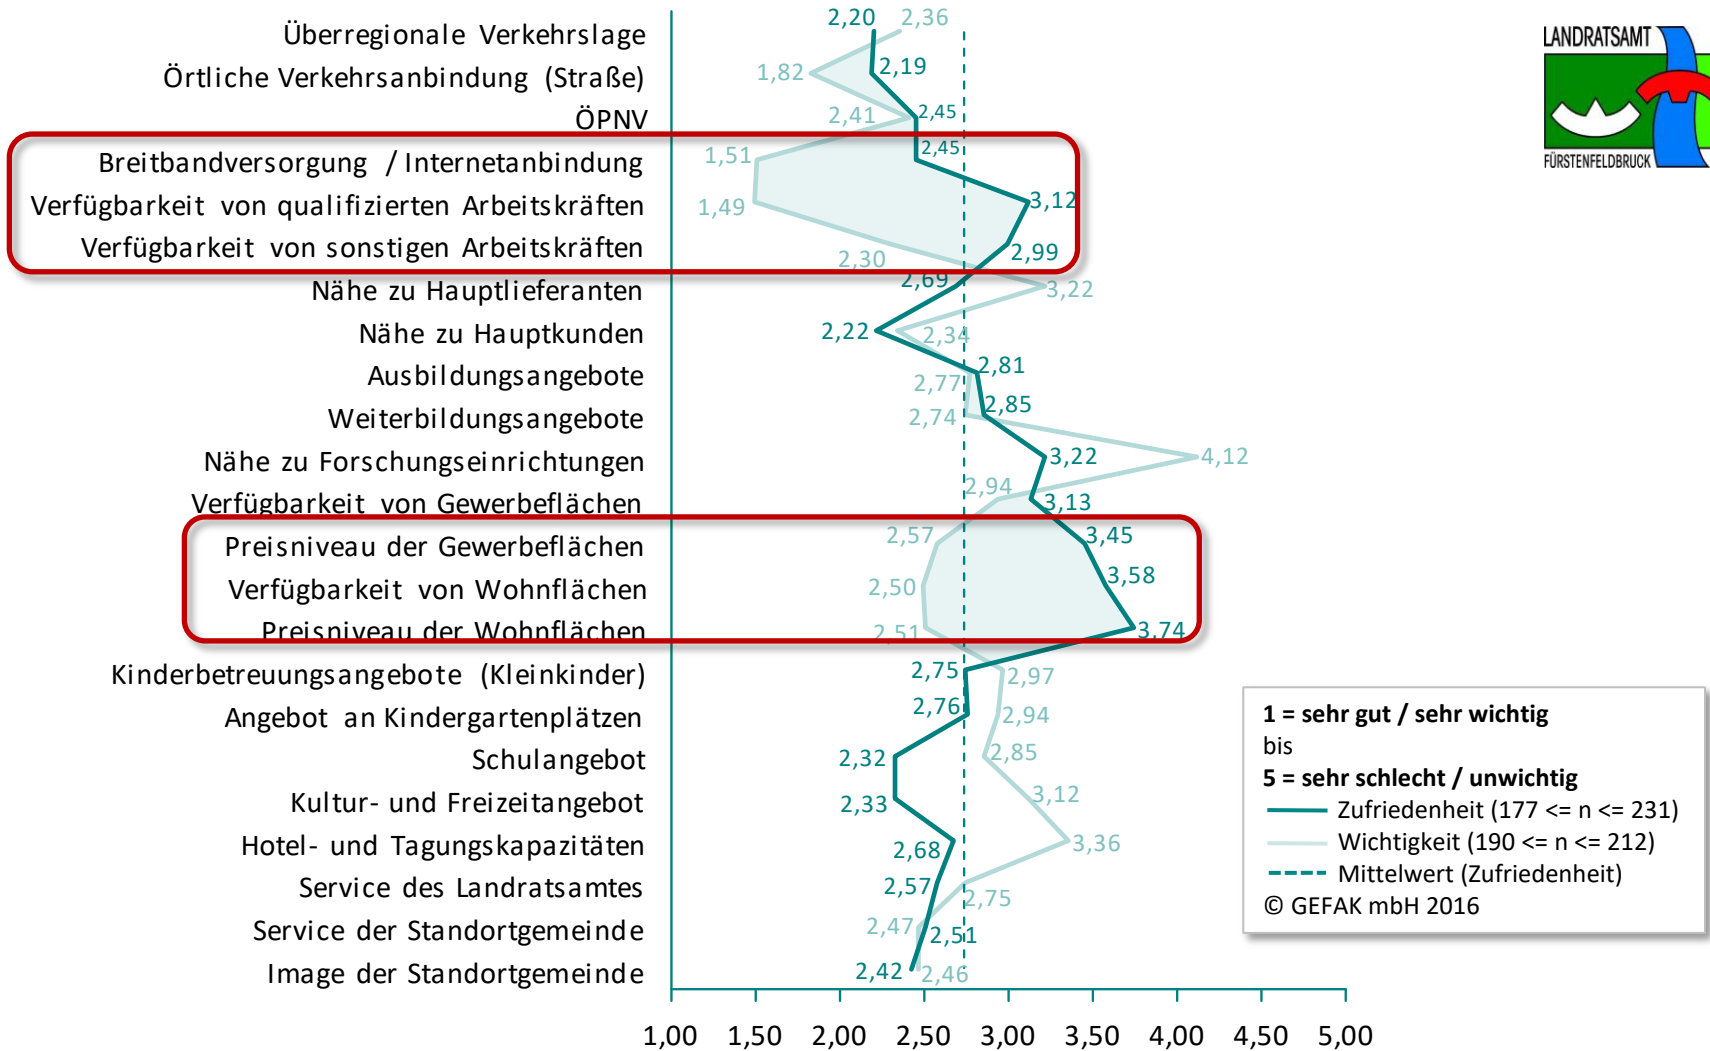 2,20 2,36
Überregionale Verkehrslage
Örtliche Verkehrsanbindung (Straße) 1,82 2,19
ÖPNV 2,41 2,45
Breitbandversorgung / Internetanbindung 1,51 2,45
Verfügbarkeit von qualifizierten Arbeitskräften 1,49 3,12
Verfügbarkeit von sonstigen Arbeitskräften 2,30 2,99
Nähe zu Hauptlieferanten 2,69 3,22
Nähe zu Hauptkunden 2,22 2,34
Ausbildungsangebote 2,77 2,81
Weiterbildungsangebote 2,74 2,85
Nähe zu Forschungseinrichtungen 3,22 4,12
Verfügbarkeit von Gewerbeflächen 2,94 3,13
Preisniveau der Gewerbeflächen 2,57 3,45
Verfügbarkeit von Wohnflächen 2,50 3,58
Preisniveau der Wohnflächen 2,51 3,74
Kinderbetreuungsangebote (Kleinkinder) 2,75 2,97
Angebot an Kindergartenplätzen 2,76 2,94
Schulangebot 2,32 2,85
Kultur- und Freizeitangebot 2,33 3,12
Hotel- und Tagungskapazitäten 2,68 3,36
Service des Landratsamtes 2,57 2,75
Service der Standortgemeinde 2,47 2,51
Image der Standortgemeinde 2,42 2,46
1,00 1,50 2,00 2,50 3,00 3,50 4,00 4,50 5,00
LANDRATSAMT
FÜRSTENFELDBRUCK
1 = sehr gut / sehr wichtig
bis
5 = sehr schlecht / unwichtig
Zufriedenheit (177 <= n <= 231)
Wichtigkeit (190 <= n <= 212)
Mittelwert (Zufriedenheit)
© GEFAK mbH 2016